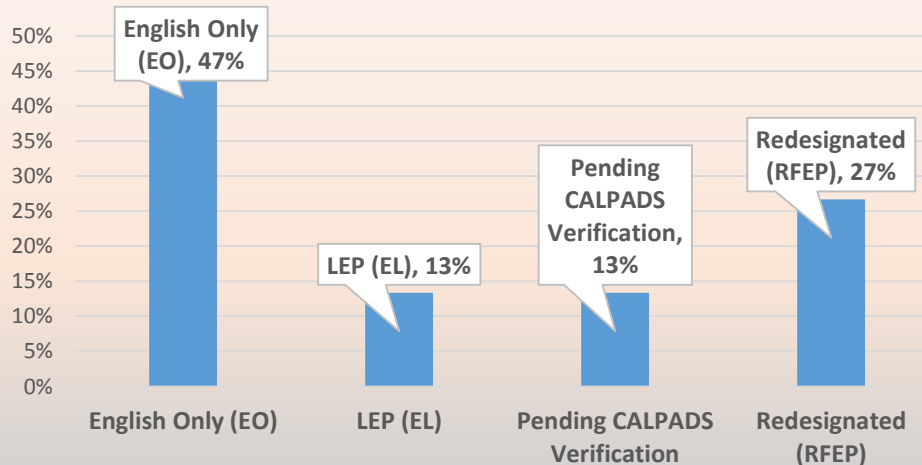 50%
45%
40%
35%
30%
25%
20%
15%
10%
5%
0%
English Only
(EO), 47%
LEP (EL), 13%
Pending
CALPADS
Verification,
13%
Redesignated
(RFEP), 27%
English Only (EO)
LEP (EL)
Pending CALPADS
Verification
Redesignated
(RFEP)